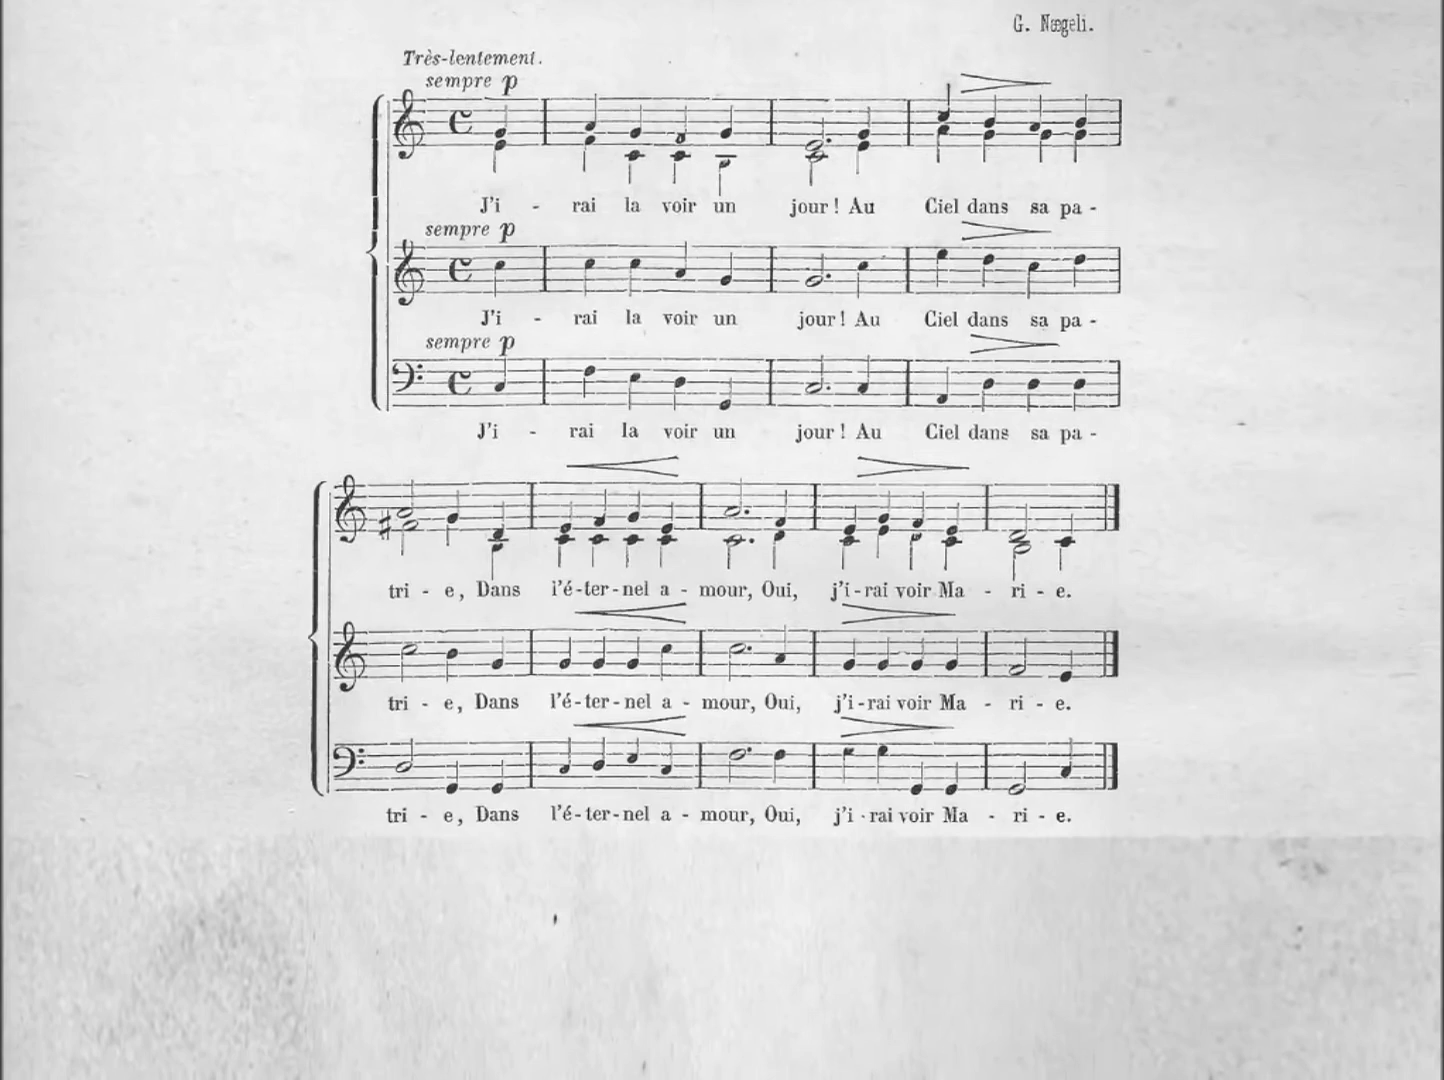 G. Nægeli.
Très-lentement.
sempre p
J'i - rai la voir un jour! Au Ciel dans sa pa -
sempre p
J'i - rai la voir un jour! Au Ciel dans sa pa -
sempre p
J'i - rai la voir un jour! Au Ciel dans sa pa -
tri - e, Dans l'é-ter-nel a - mour, Oui, j'i-rai voir Ma - ri - e.
tri - e, Dans l'é-ter-nel a - mour, Oui, j'i-rai voir Ma - ri - e.
tri - e, Dans l'é-ter-nel a - mour, Oui, j'i-rai voir Ma - ri - e.